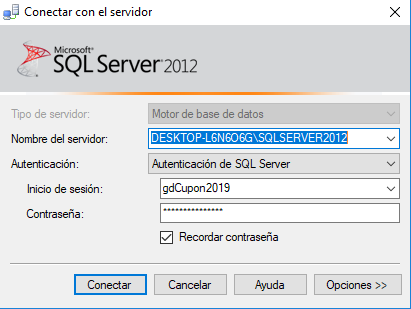 Conectar con el servidor
Microsoft®
SQL Server® 2012
Tipo de servidor: Motor de base de datos
Nombre del servidor: DESKTOP-L6N6O6G\SQLSERVER2012
Autenticación: Autenticación de SQL Server
Inicio de sesión: gdCupon2019
Contraseña: ***************
Recordar contraseña
Conectar Cancelar Ayuda Opciones >>